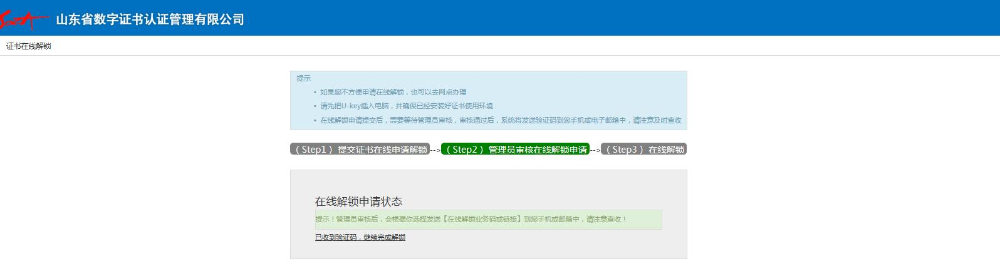 山东省数字证书认证管理有限公司
证书在线解锁
提示
• 如果您不方便申请在线解锁，也可以去网点办理
• 请先把U-key插入电脑，并确保已经安装好证书使用环境
• 在线解锁申请提交后，需要等待管理员审核，审核通过后，系统将发送验证码到您手机或电子邮箱中，请注意及时查收
（Step1） 提交证书在线申请解锁-->（Step2） 管理员审核在线解锁申请-->（Step3） 在线解锁
在线解锁申请状态
提示！管理员审核后，会根据你选择发送【在线解锁业务码或链接】到您手机或邮箱中，请注意查收！
已收到验证码，继续完成解锁